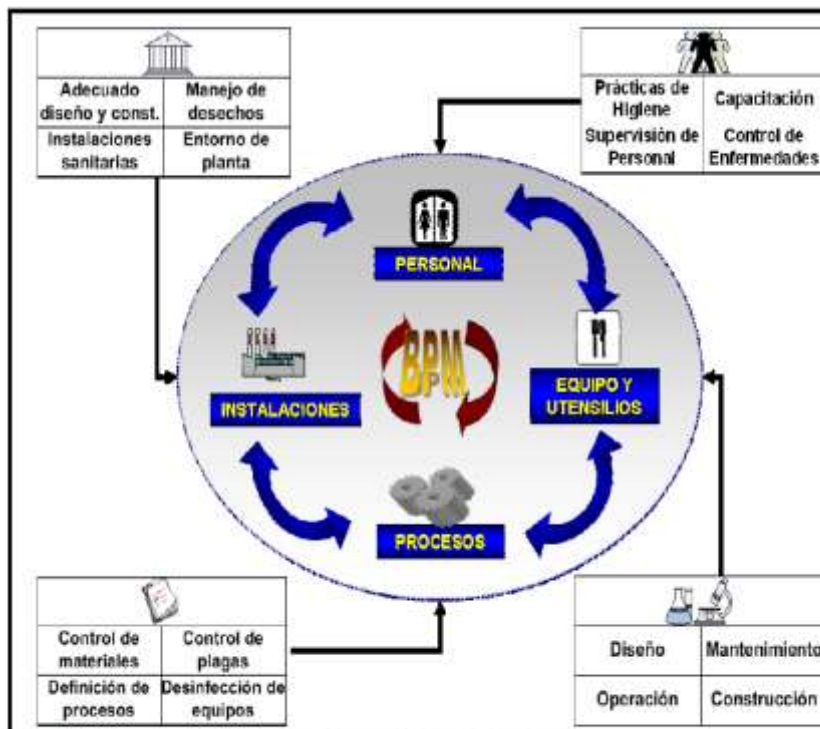 Adecuado
diseño y const.
Manejo de
desechos
Instalaciones
sanitarias
Entorno de
planta
Prácticas de
Higiene
Capacitación
Supervisión de
Personal
Control de
Enfermedades
PERSONAL
INSTALACIONES
BPM
EQUIPO Y
UTENSILIOS
PROCESOS
Control de
materiales
Control de
plagas
Definición de
procesos
Desinfección de
equipos
Diseño
Mantenimiento
Operación
Construcción